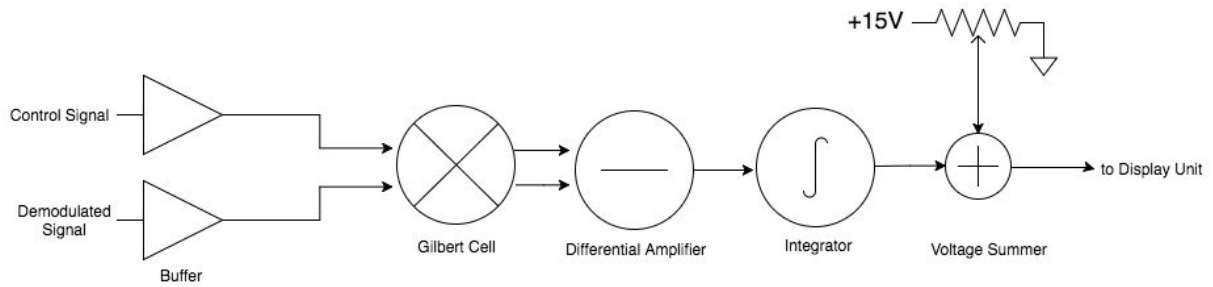 +15V
Control Signal
Demodulated
Signal
Buffer
Gilbert Cell
Differential Amplifier
Integrator
Voltage Summer
to Display Unit